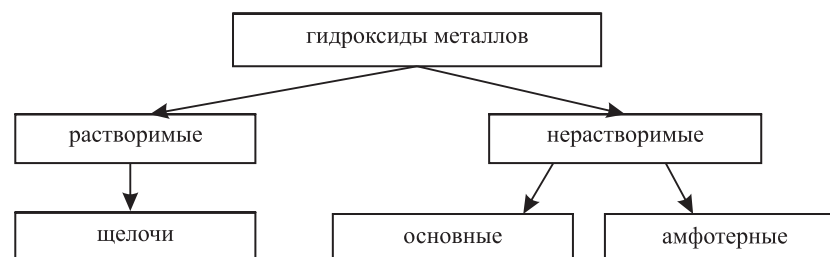 гидроксиды металлов
растворимые
нерастворимые
щелочи
основные
амфотерные